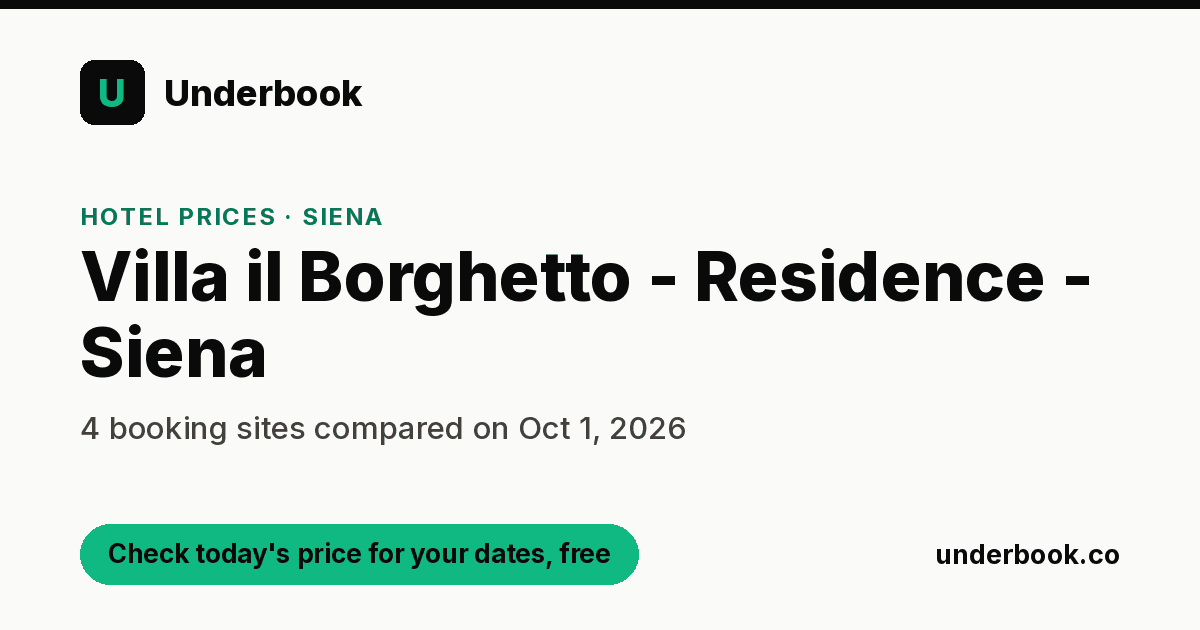 U
Underbook
HOTEL PRICES · SIENA
Villa il Borghetto - Residence -
Siena
4 booking sites compared on Oct 1, 2026
Check today's price for your dates, free
underbook.co